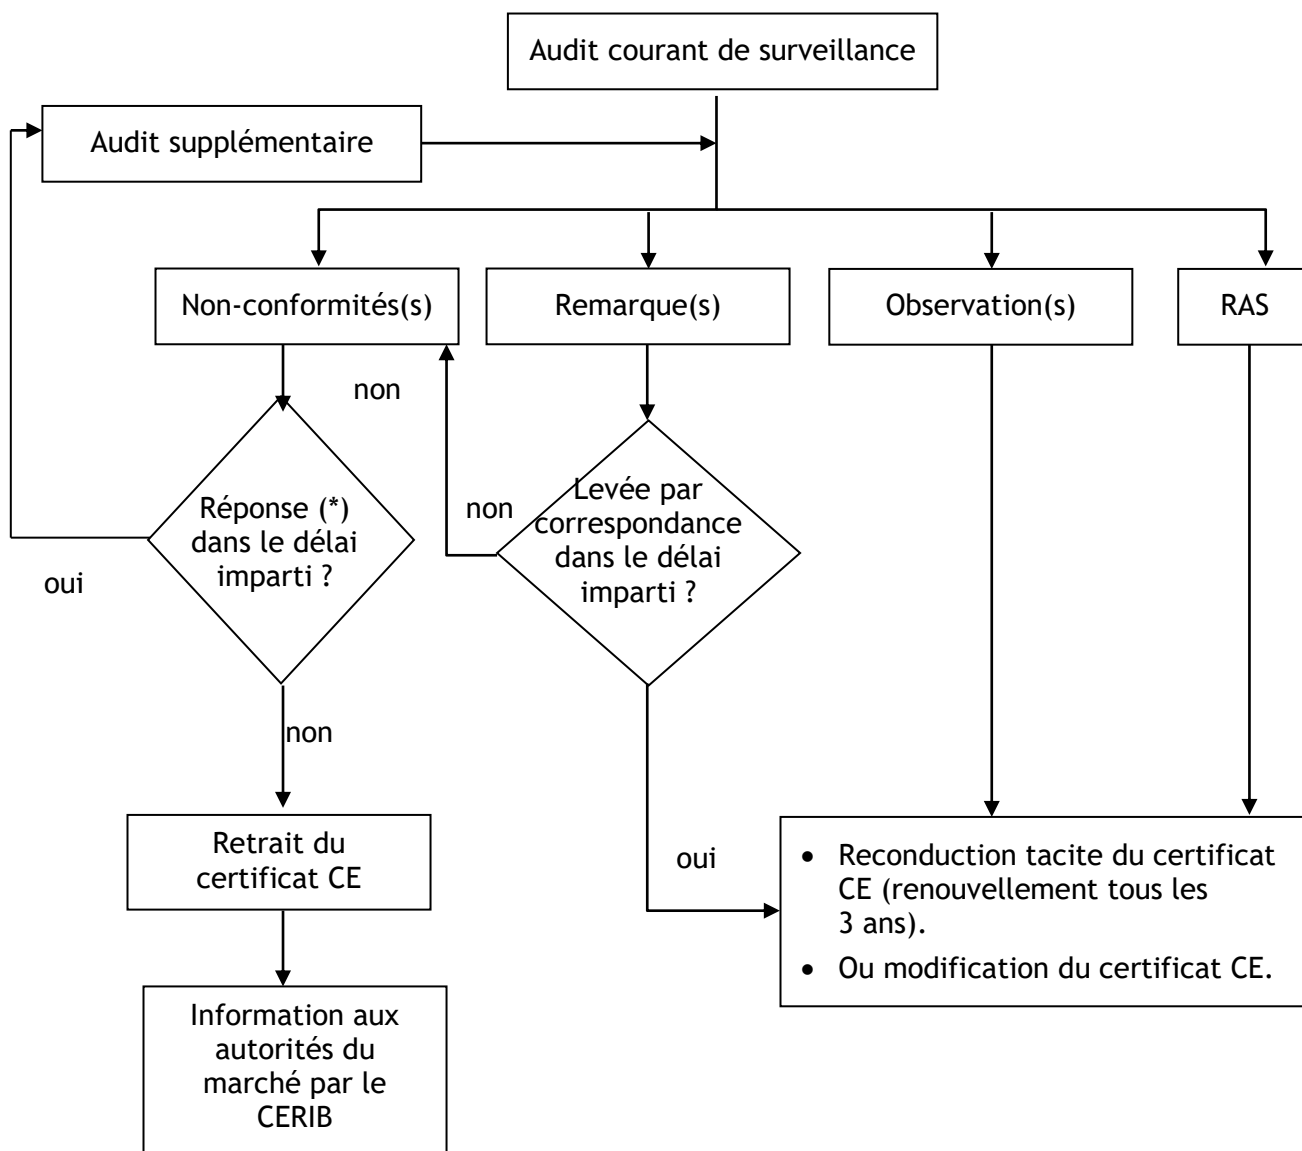 Audit courant de surveillance
Audit supplémentaire
Non-conformités(s)
Remarque(s)
Observation(s)
RAS
non
Réponse (*)
dans le délai
imparti ?
non
Levée par
correspondance
dans le délai
imparti ?
oui
non
Retrait du
certificat CE
oui
• Reconduction tacite du certificat
CE (renouvellement tous les
3 ans).
• Ou modification du certificat CE.
Information aux
autorités du
marché par le
CERIB